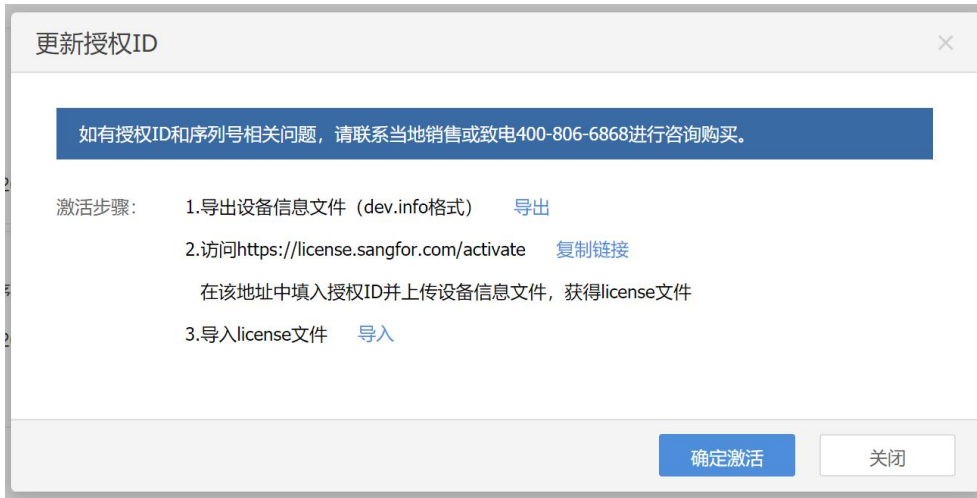 更新授权ID
如有授权ID和序列号相关问题，请联系当地销售或致电400-806-6868进行咨询购买。
激活步骤： 1.导出设备信息文件（dev.info格式） 导出
2.访问https://license.sangfor.com/activate 复制链接
在该地址中填入授权ID并上传设备信息文件，获得license文件
3.导入license文件 导入
确定激活 关闭